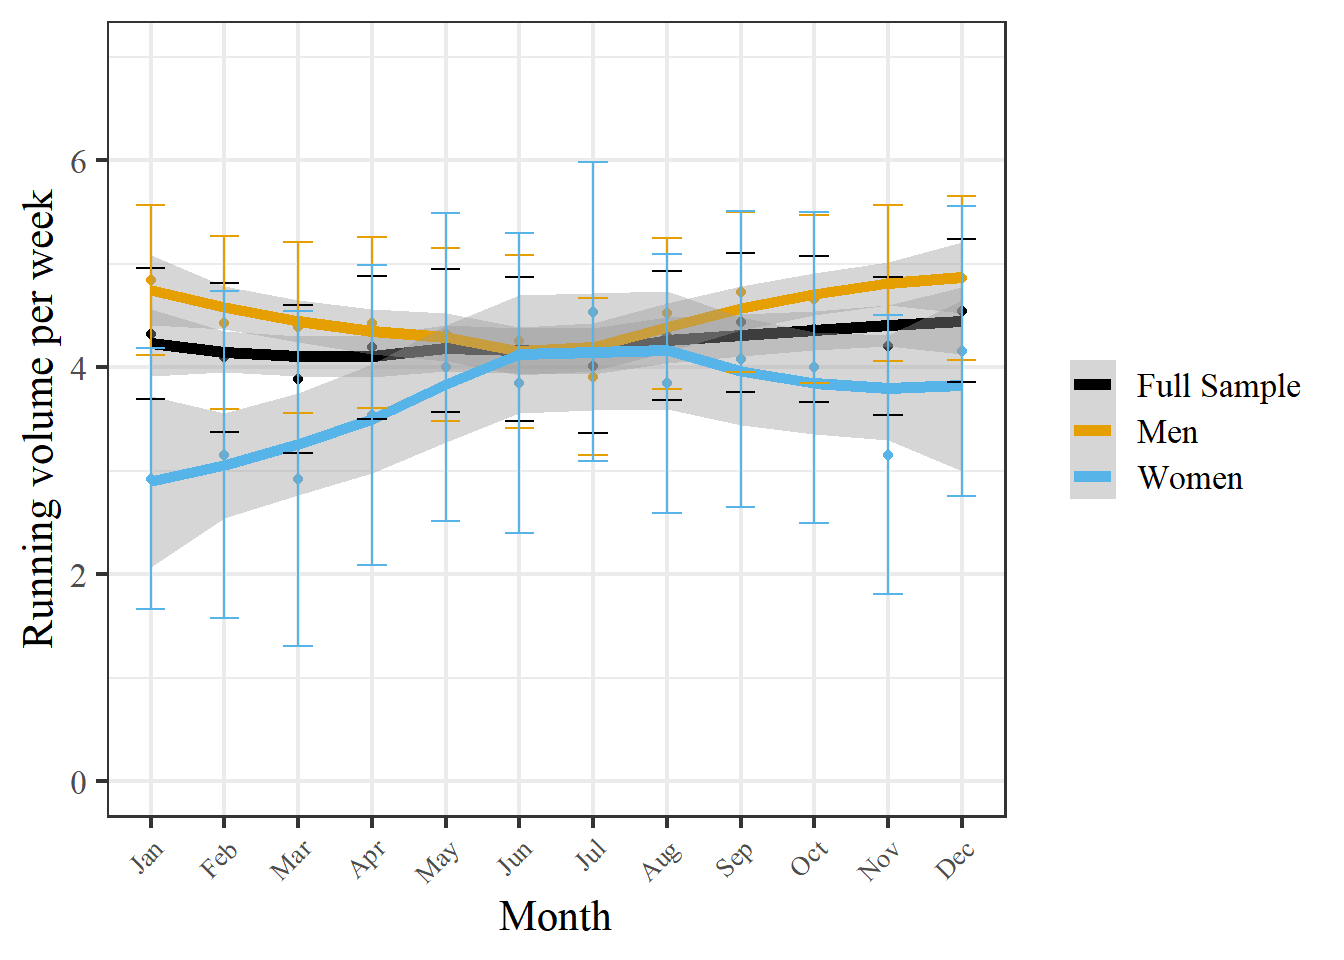 Running volume per week
6
4
2
0
Jan Feb Mar Apr May Jun Jul Aug Sep Oct Nov Dec
Month
Full Sample
Men
Women